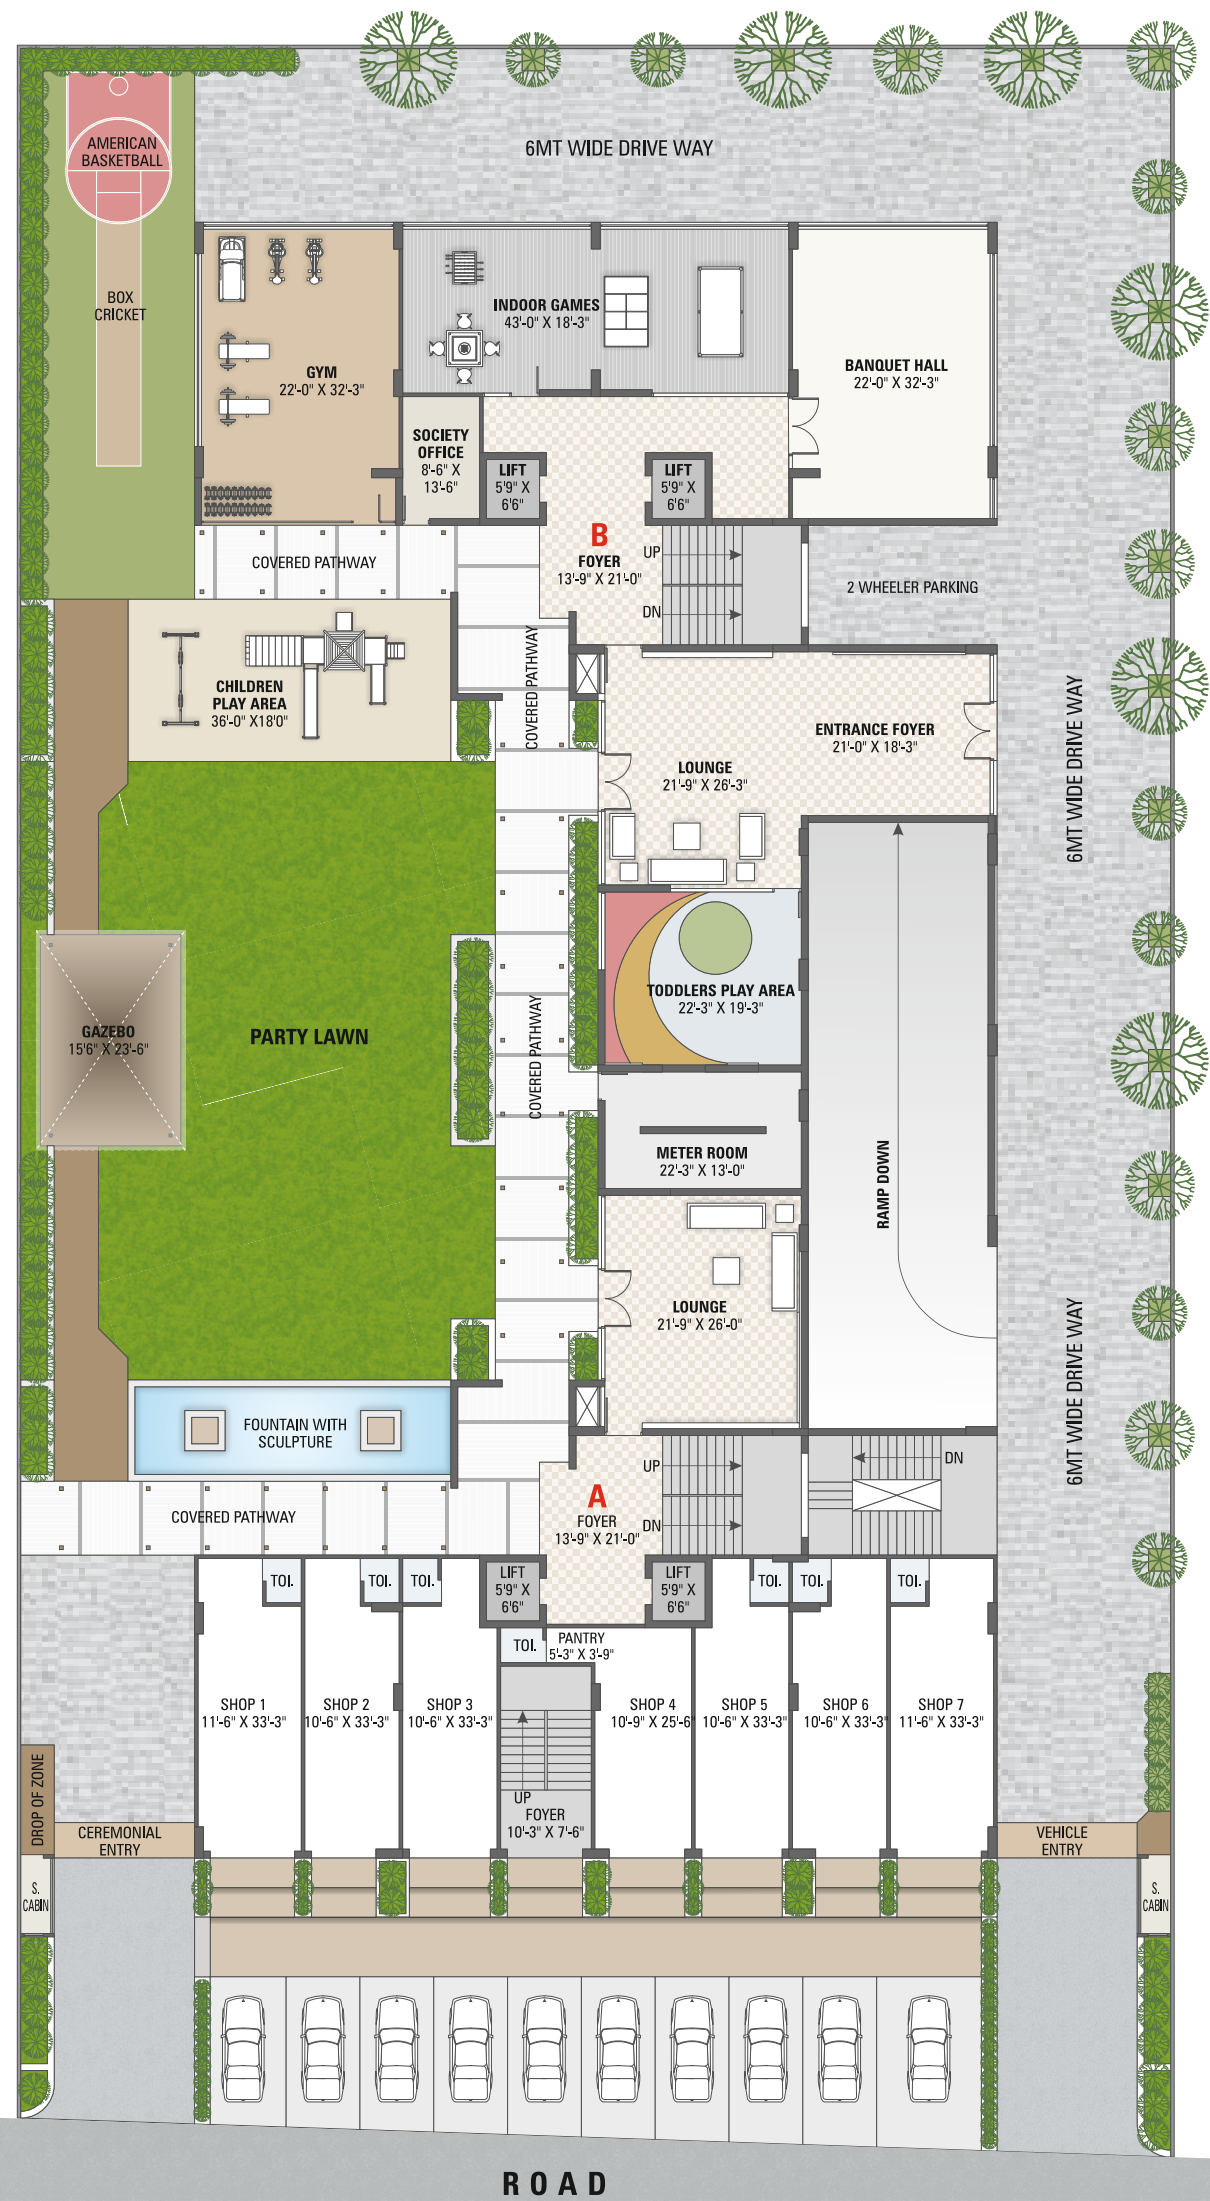 6MT WIDE DRIVE WAY
AMERICAN
BASKETBALL
BOX
CRICKET
GYM
22'-0" X 32'-3"
INDOOR GAMES
43'-0" X 18'-3"
BANQUET HALL
22'-0" X 32'-3"
SOCIETY
OFFICE
8'-6" X
13'-6"
LIFT
5'9" X
6'6"
LIFT
5'9" X
6'6"
B
FOYER
13'-9" X 21'-0"
UP
DN
COVERED PATHWAY
2 WHEELER PARKING
CHILDREN
PLAY AREA
36'-0" X18'0"
COVERED PATHWAY
ENTRANCE FOYER
21'-0" X 18'-3"
LOUNGE
21'-9" X 26'-3"
6MT WIDE DRIVE WAY
GAZEBO
15'6" X 23'-6"
PARTY LAWN
COVERED PATHWAY
TODDLERS PLAY AREA
22'-3" X 19'-3"
METER ROOM
22'-3" X 13'-0"
RAMP DOWN
LOUNGE
21'-9" X 26'-0"
6MT WIDE DRIVE WAY
FOUNTAIN WITH
SCULPTURE
COVERED PATHWAY
A
FOYER
13'-9" X 21'-0"
UP
DN
DN
TOI.
TOI.
TOI.
LIFT
5'9" X
6'6"
LIFT
5'9" X
6'6"
TOI.
TOI.
TOI.
TOI.
PANTRY
5'-3" X 3'-9"
SHOP 1
11'-6" X 33'-3"
SHOP 2
10'-6" X 33'-3"
SHOP 3
10'-6" X 33'-3"
SHOP 4
10'-9" X 25'-6"
SHOP 5
10'-6" X 33'-3"
SHOP 6
10'-6" X 33'-3"
SHOP 7
11'-6" X 33'-3"
UP
FOYER
10'-3" X 7'-6"
DROP OF ZONE
CEREMONIAL
ENTRY
VEHICLE
ENTRY
S.
CABIN
S.
CABIN
ROAD